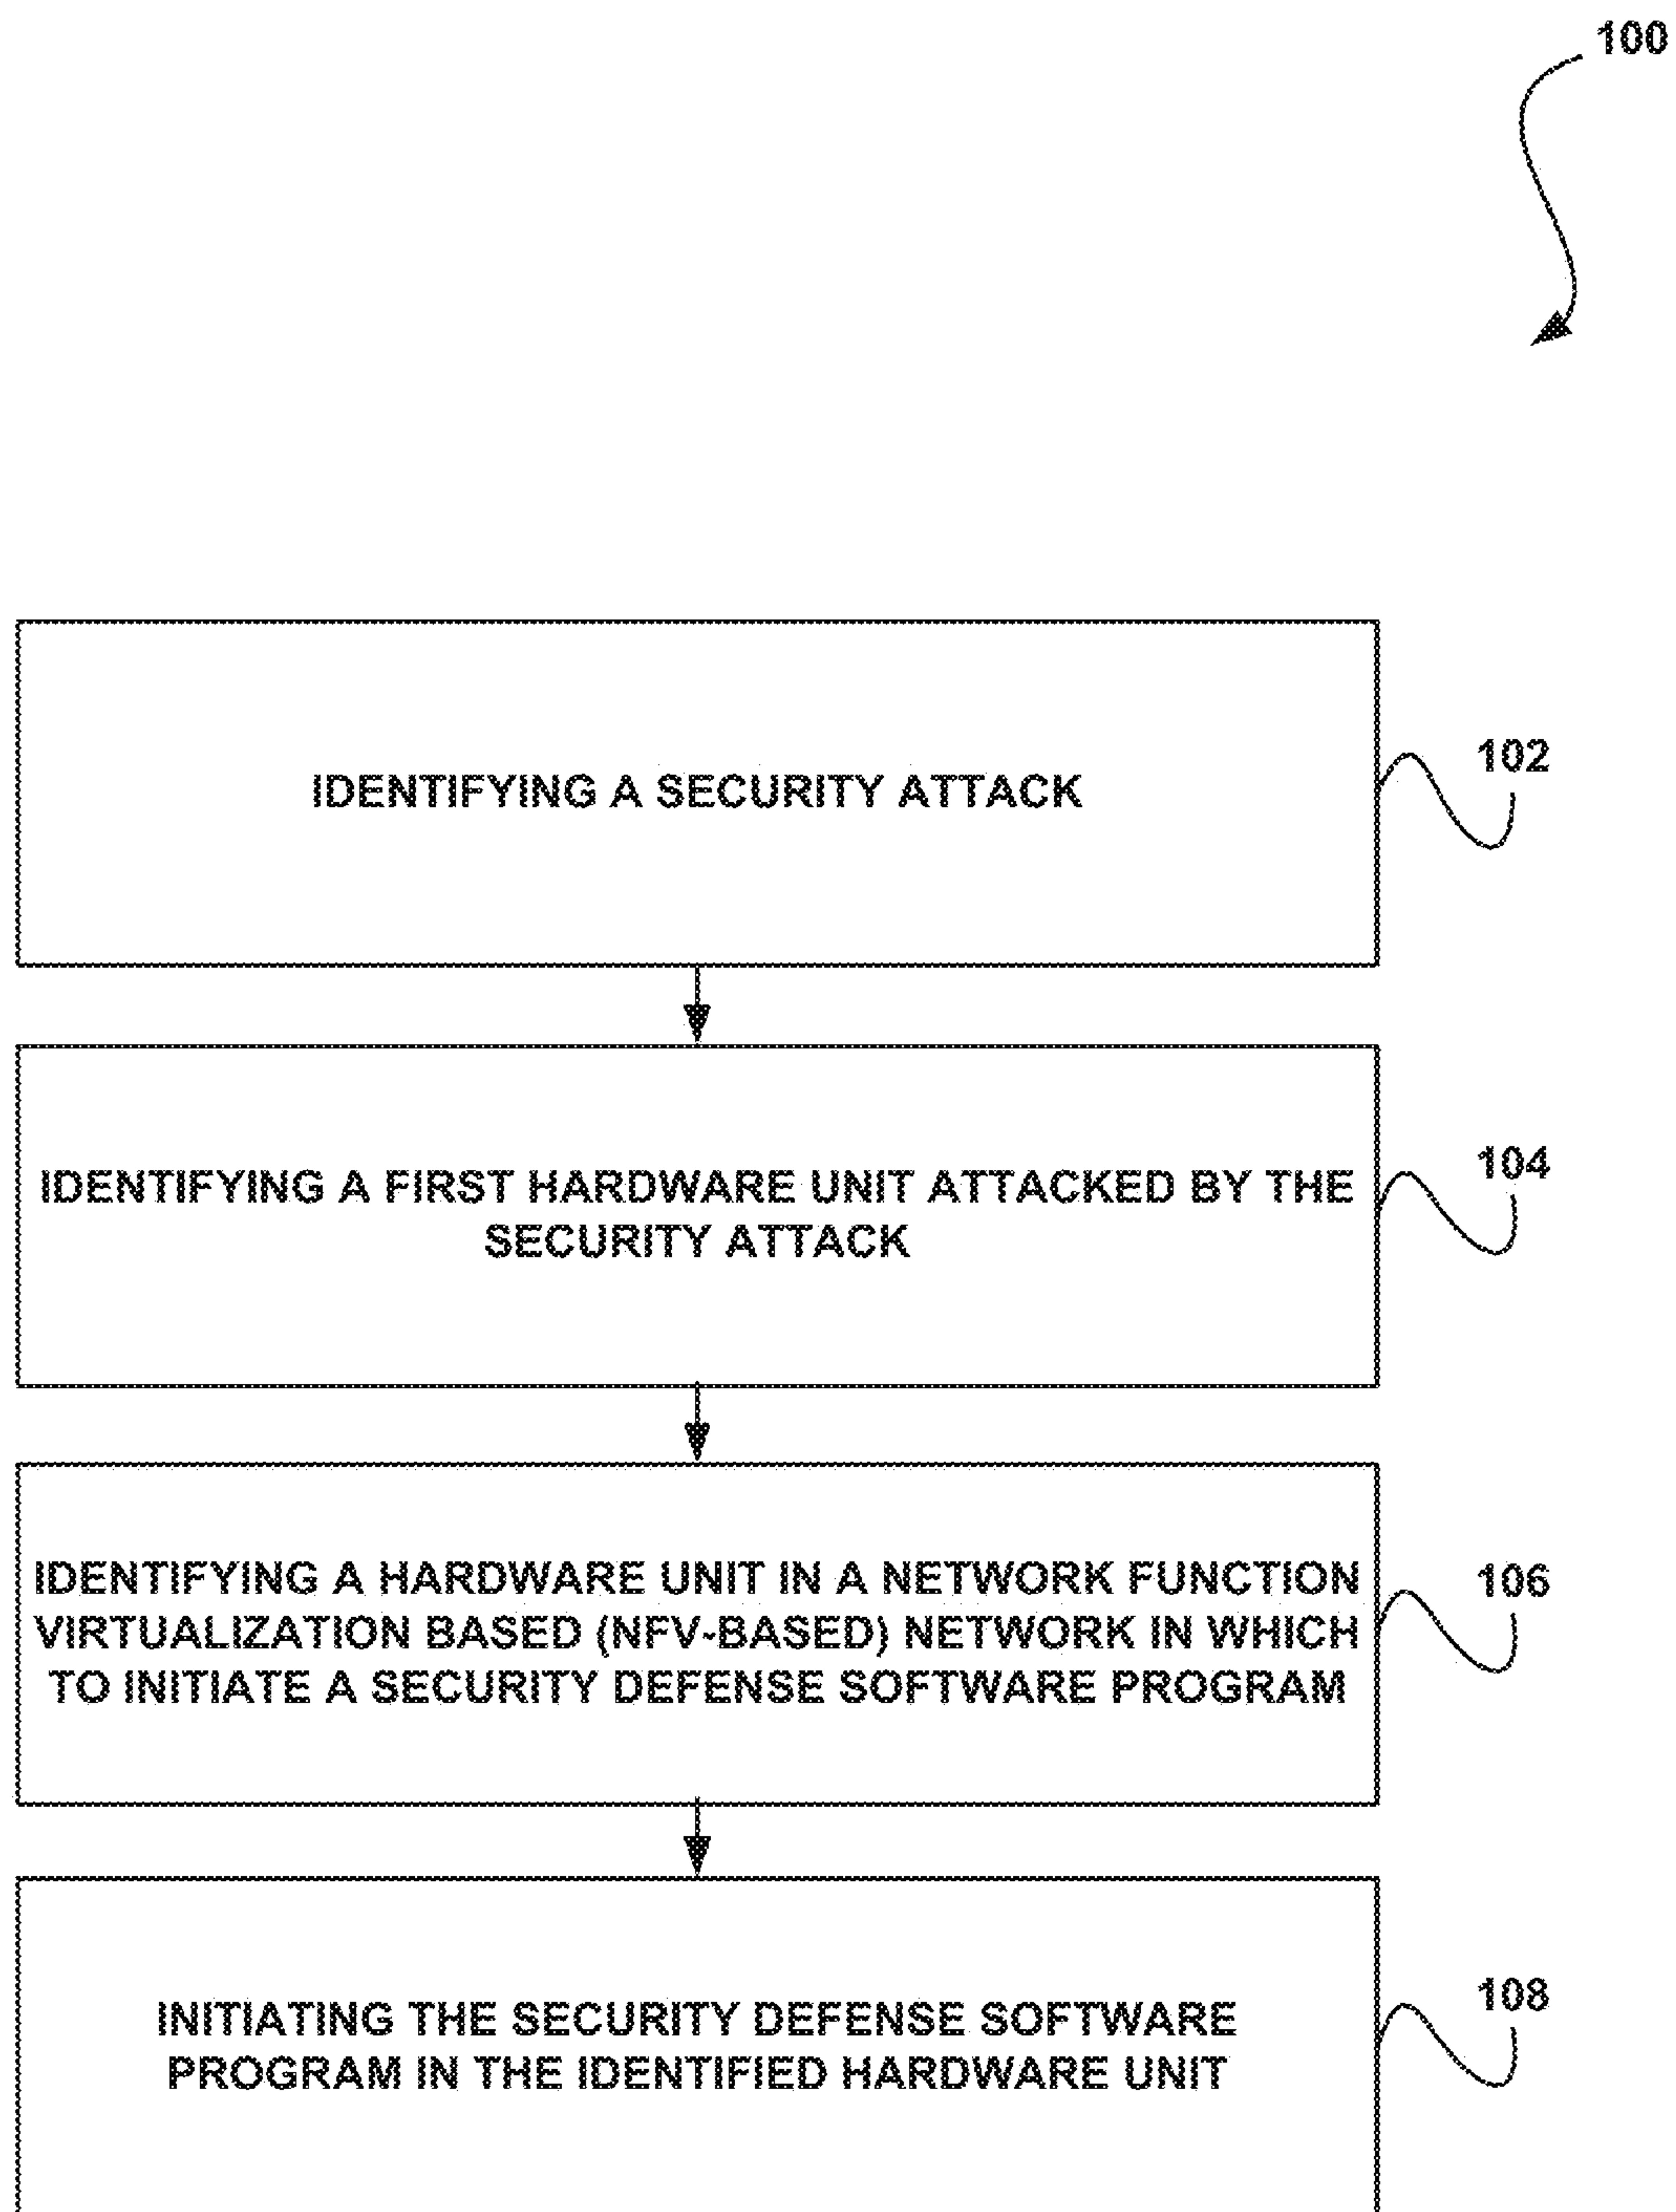 100
IDENTIFYING A SECURITY ATTACK
102
IDENTIFYING A FIRST HARDWARE UNIT ATTACKED BY THE
SECURITY ATTACK
104
IDENTIFYING A HARDWARE UNIT IN A NETWORK FUNCTION
VIRTUALIZATION BASED (NFV-BASED) NETWORK IN WHICH
TO INITIATE A SECURITY DEFENSE SOFTWARE PROGRAM
106
INITIATING THE SECURITY DEFENSE SOFTWARE
PROGRAM IN THE IDENTIFIED HARDWARE UNIT
108